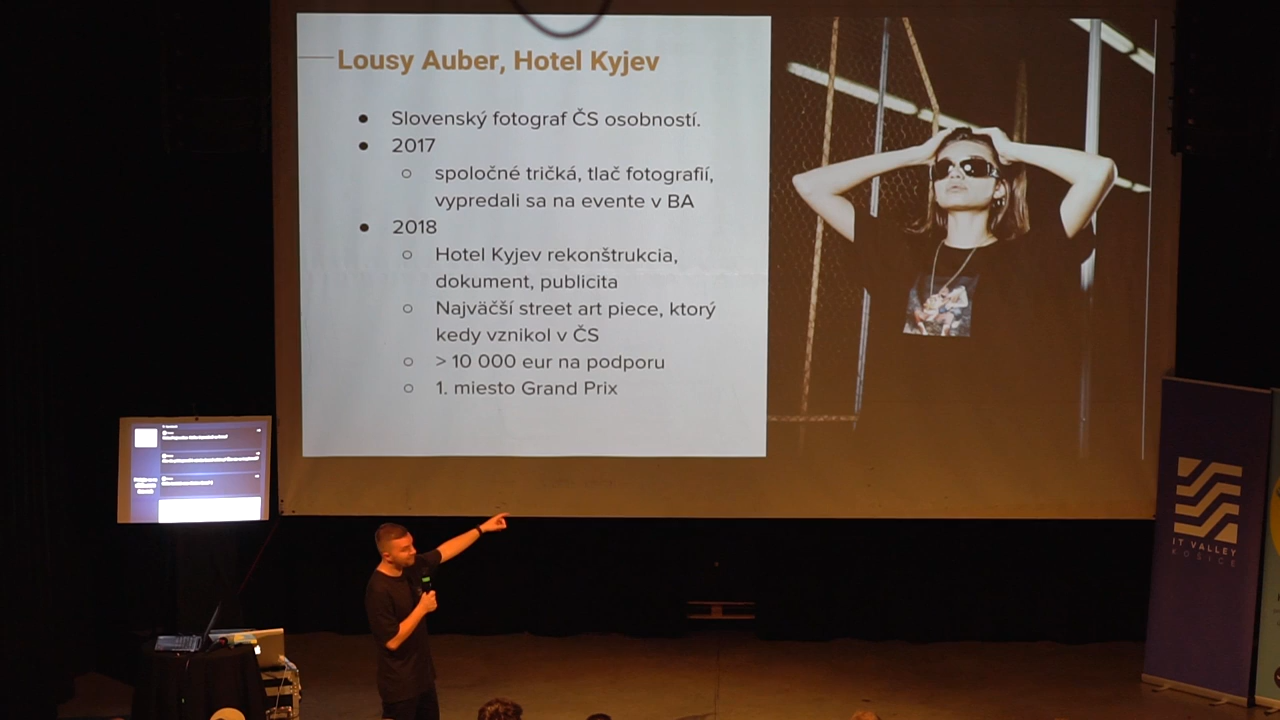 Lousy Auber, Hotel Kyjev
● Slovenský fotograf ČS osobností.
● 2017
○ spoločné tričká, tlač fotografií,
vypredali sa na evente v BA
● 2018
○ Hotel Kyjev rekonštrukcia,
dokument, publicita
○ Najväčší street art piece, ktorý
kedy vznikol v ČS
○ > 10 000 eur na podporu
○ 1. miesto Grand Prix
IT VALLEY
KOŠICE